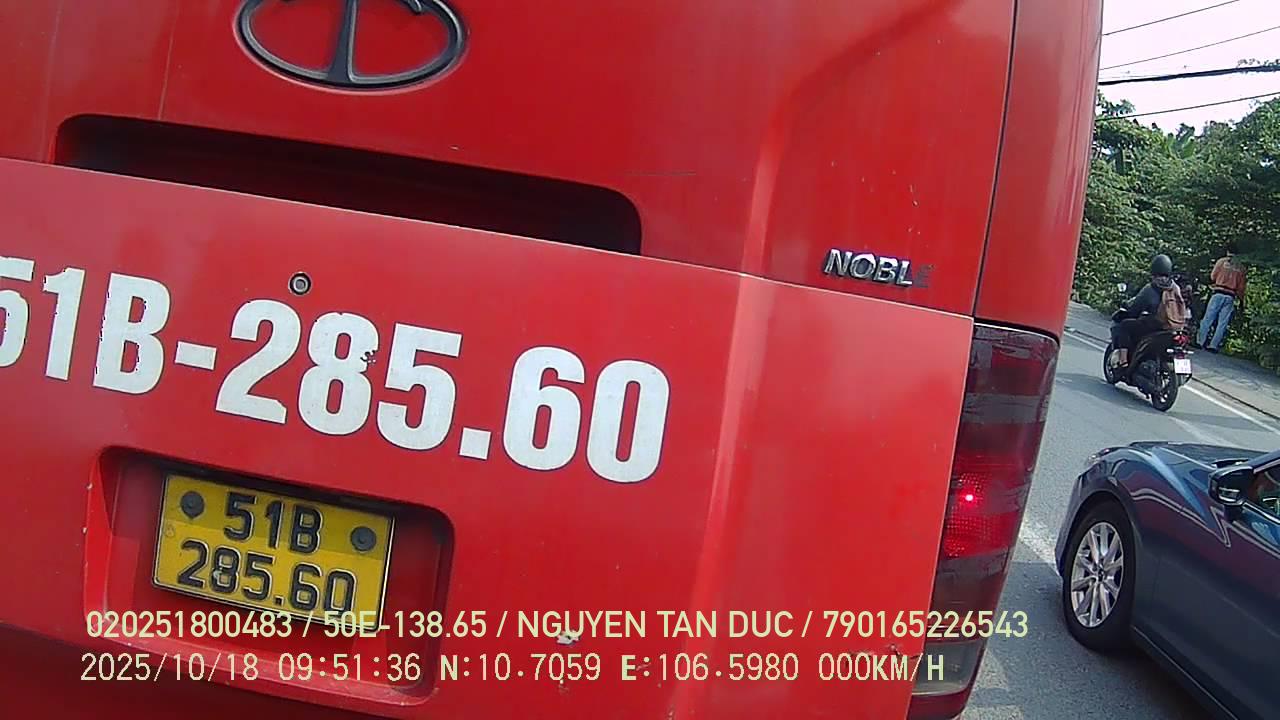 NOBLE
51B-285.60
51B
285.60
020251800483 / 50E-138.65 / NGUYEN TAN DUC / 790165226543
2025/10/18 09:51:36 N:10.7059 E:106.5980 000KM/H